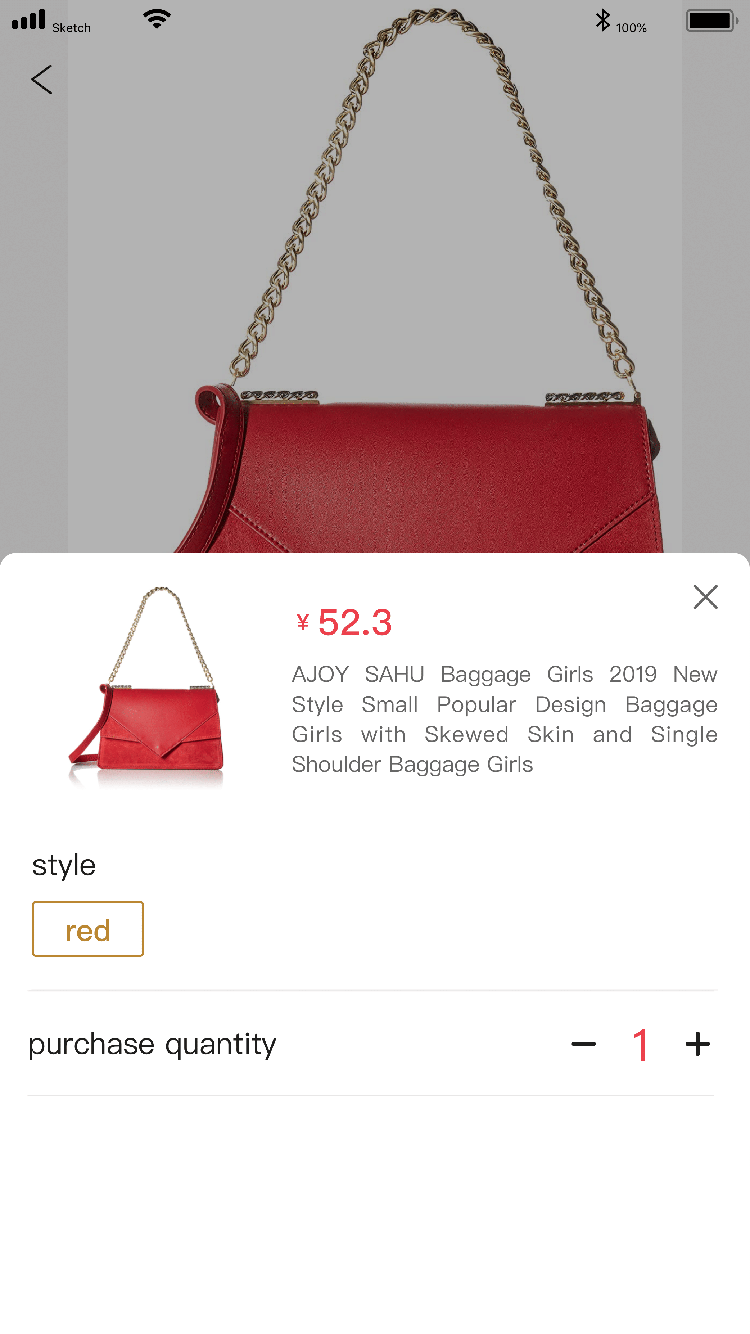 Sketch
100%
¥ 52.3
AJOY SAHU Baggage Girls 2019 New
Style Small Popular Design Baggage
Girls with Skewed Skin and Single
Shoulder Baggage Girls
style
red
purchase quantity
1